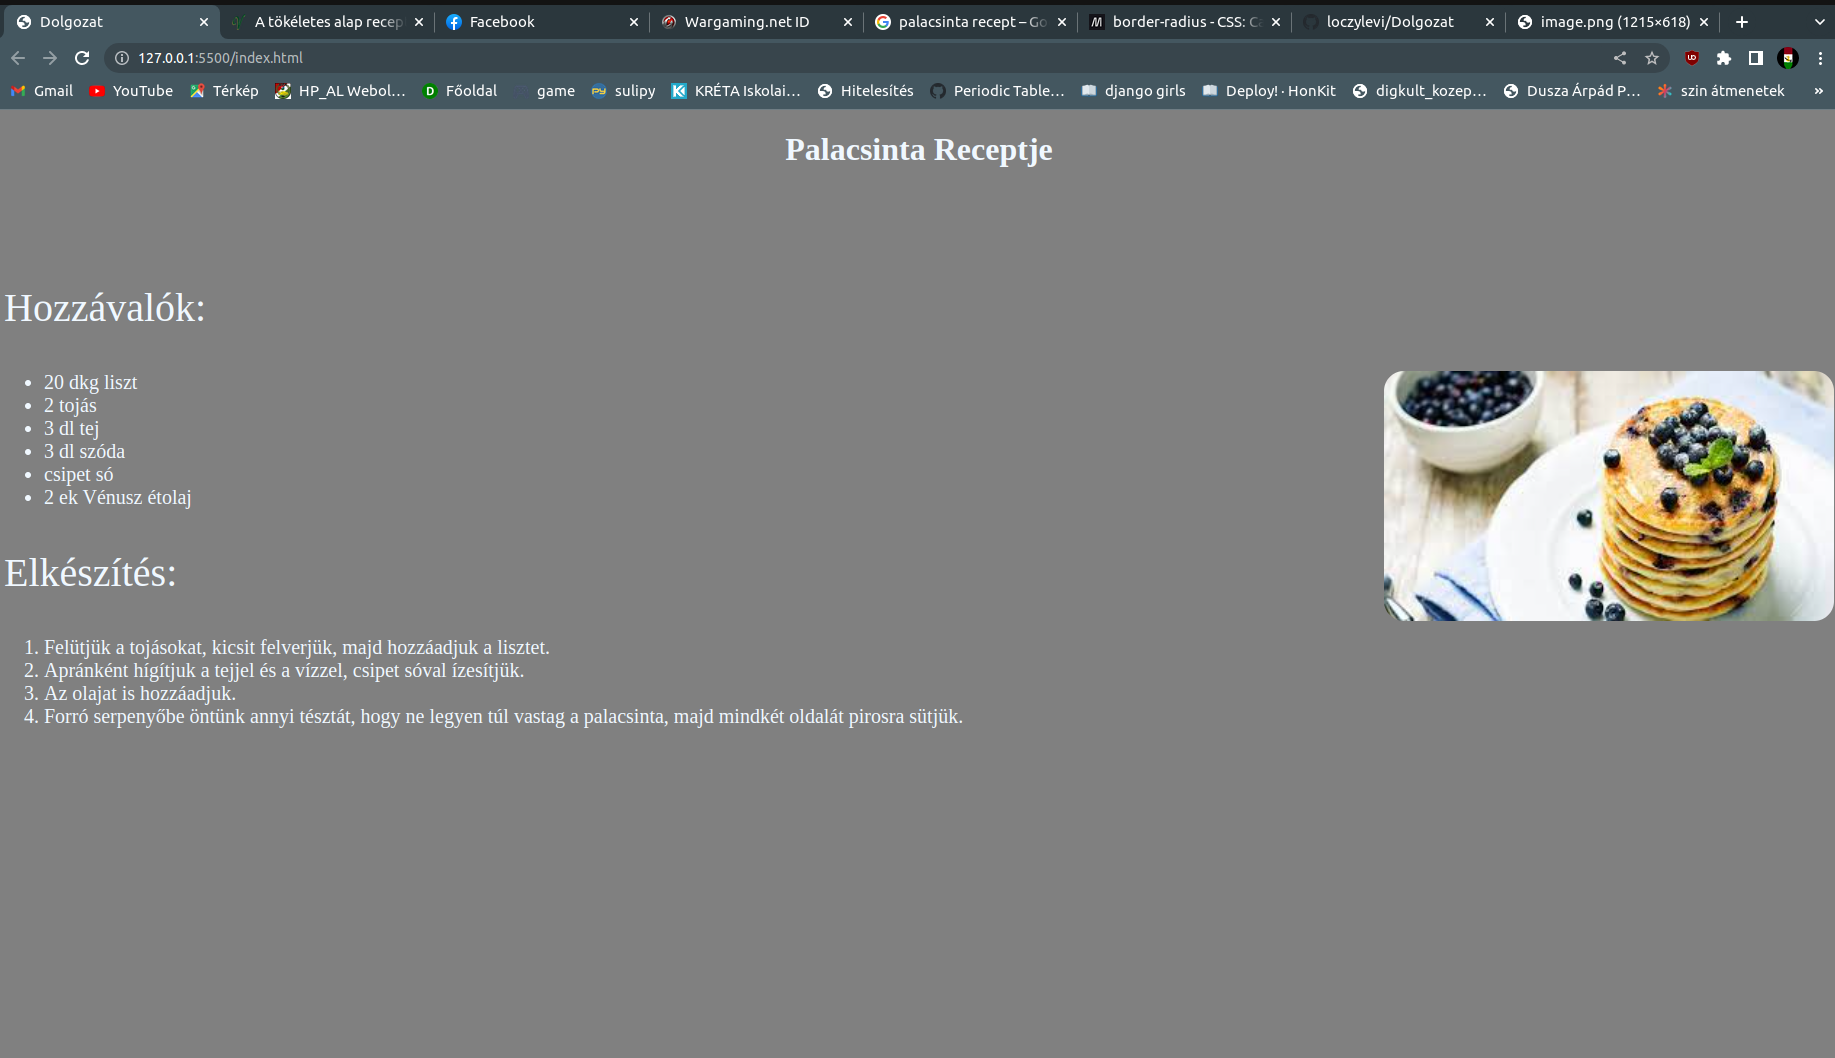 Dolgozat
A tökéletes alap recep
Facebook
Wargaming.net ID
palacsinta recept – Go
border-radius - CSS: Ca
loczylevi/Dolgozat
image.png (1215×618)
127.0.0.1:5500/index.html
Gmail
YouTube
Térkép
HP_AL Webol…
D Főoldal
game
sulipy
KRÉTA Iskolai…
Hitelesítés
Periodic Table…
django girls
Deploy! · HonKit
digkult_kozep…
Dusza Árpád P…
szin átmenetek
»
Palacsinta Receptje
Hozzávalók:
• 20 dkg liszt
• 2 tojás
• 3 dl tej
• 3 dl szóda
• csipet só
• 2 ek Vénusz étolaj
Elkészítés:
1. Felütjük a tojásokat, kicsit felverjük, majd hozzáadjuk a lisztet.
2. Apránként hígítjuk a tejjel és a vízzel, csipet sóval ízesítjük.
3. Az olajat is hozzáadjuk.
4. Forró serpenyőbe öntünk annyi tésztát, hogy ne legyen túl vastag a palacsinta, majd mindkét oldalát pirosra sütjük.